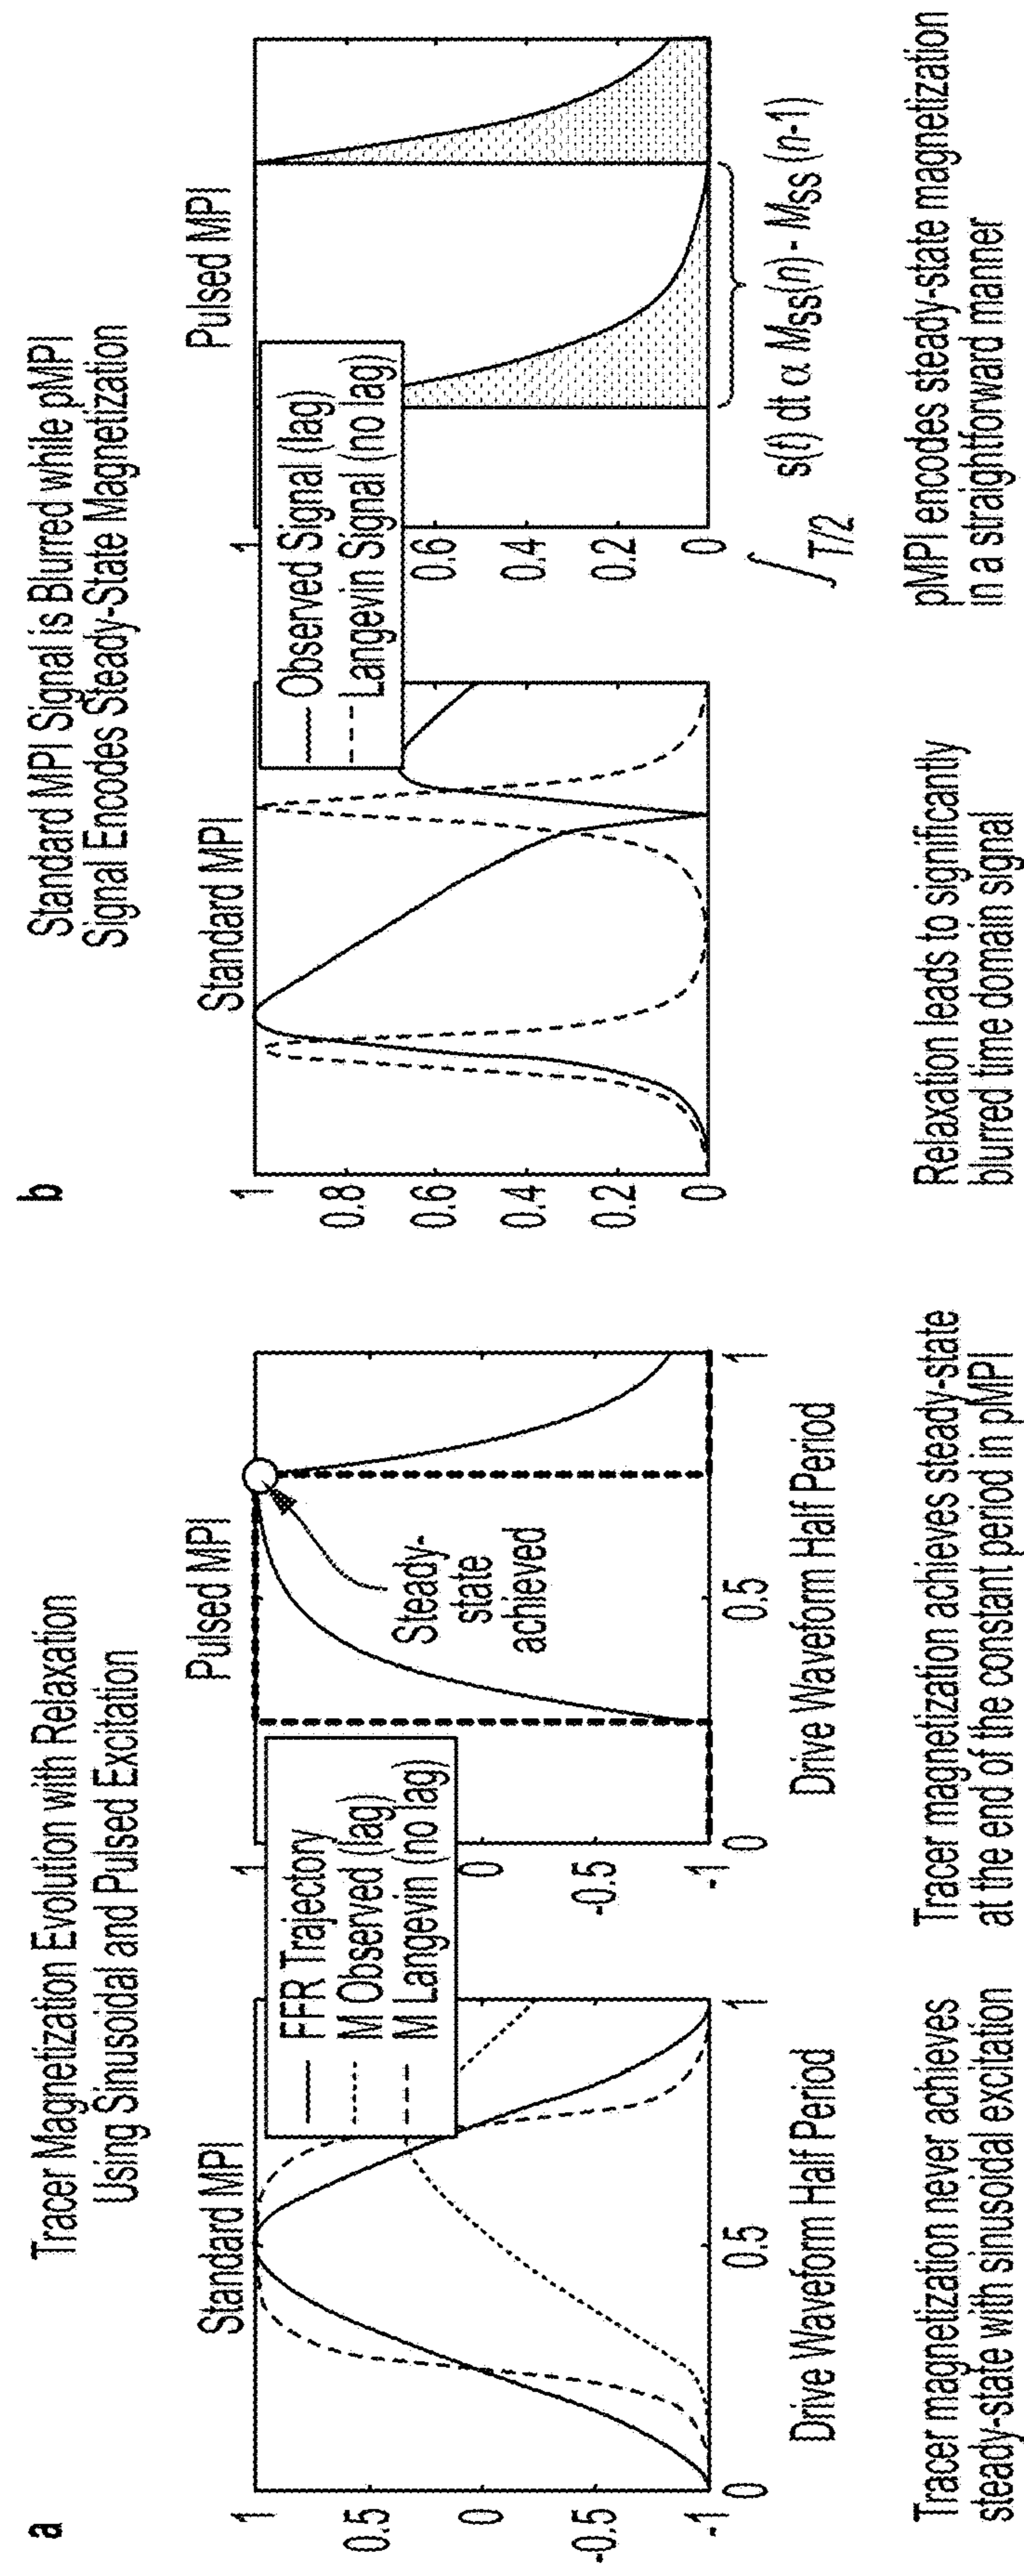 a
Tracer Magnetization Evolution with Relaxation
Using Sinusoidal and Pulsed Excitation
Standard MPI
1
0.5
0
-0.5
-1
0
0.5
1
Drive Waveform Half Period
FFR Trajectory
M Observed (lag)
M Langevin (no lag)
Pulsed MPI
1
0
-0.5
-1
0
0.5
1
Steady-
state
achieved
Drive Waveform Half Period
Tracer magnetization never achieves
steady-state with sinusoidal excitation
Tracer magnetization achieves steady-state
at the end of the constant period in pMPI
b
Standard MPI Signal is Blurred while pMPI
Signal Encodes Steady-State Magnetization
Standard MPI
1
0.8
0.6
0.4
0.2
0
Observed Signal (lag)
Langevin Signal (no lag)
Pulsed MPI
1
0.6
0.4
0.2
0
∫T/2 s(t) dt α MSS(n) - MSS (n-1)
Relaxation leads to significantly
blurred time domain signal
pMPI encodes steady-state magnetization
in a straightforward manner